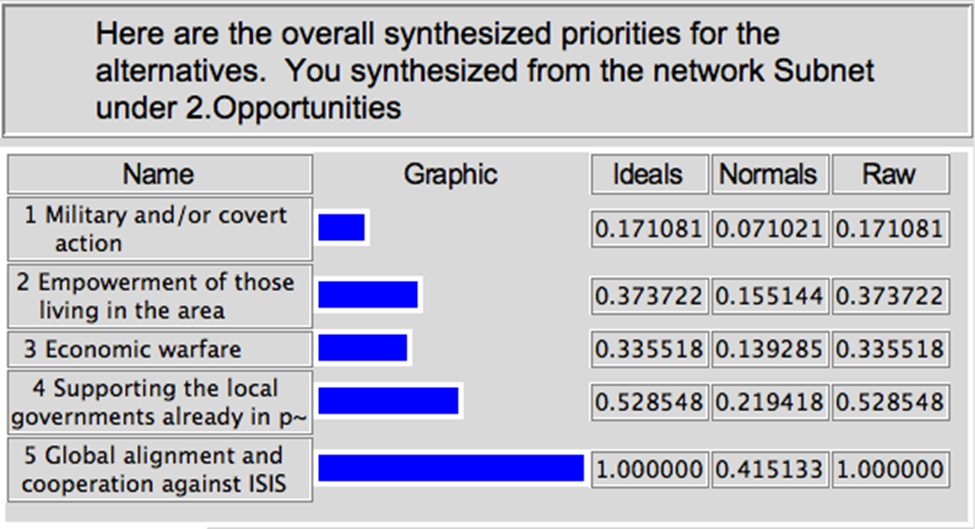 Here are the overall synthesized priorities for the
alternatives.  You synthesized from the network Subnet
under 2.Opportunities
Name Graphic Ideals Normals Raw
1 Military and/or covert
action
0.171081 0.071021 0.171081
2 Empowerment of those
living in the area
0.373722 0.155144 0.373722
3 Economic warfare 0.335518 0.139285 0.335518
4 Supporting the local
governments already in p~
0.528548 0.219418 0.528548
5 Global alignment and
cooperation against ISIS
1.000000 0.415133 1.000000